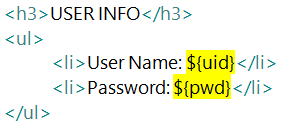 <h3>USER INFO</h3>
<ul>
<li>User Name: ${uid}</li>
<li>Password: ${pwd}</li>
</ul>